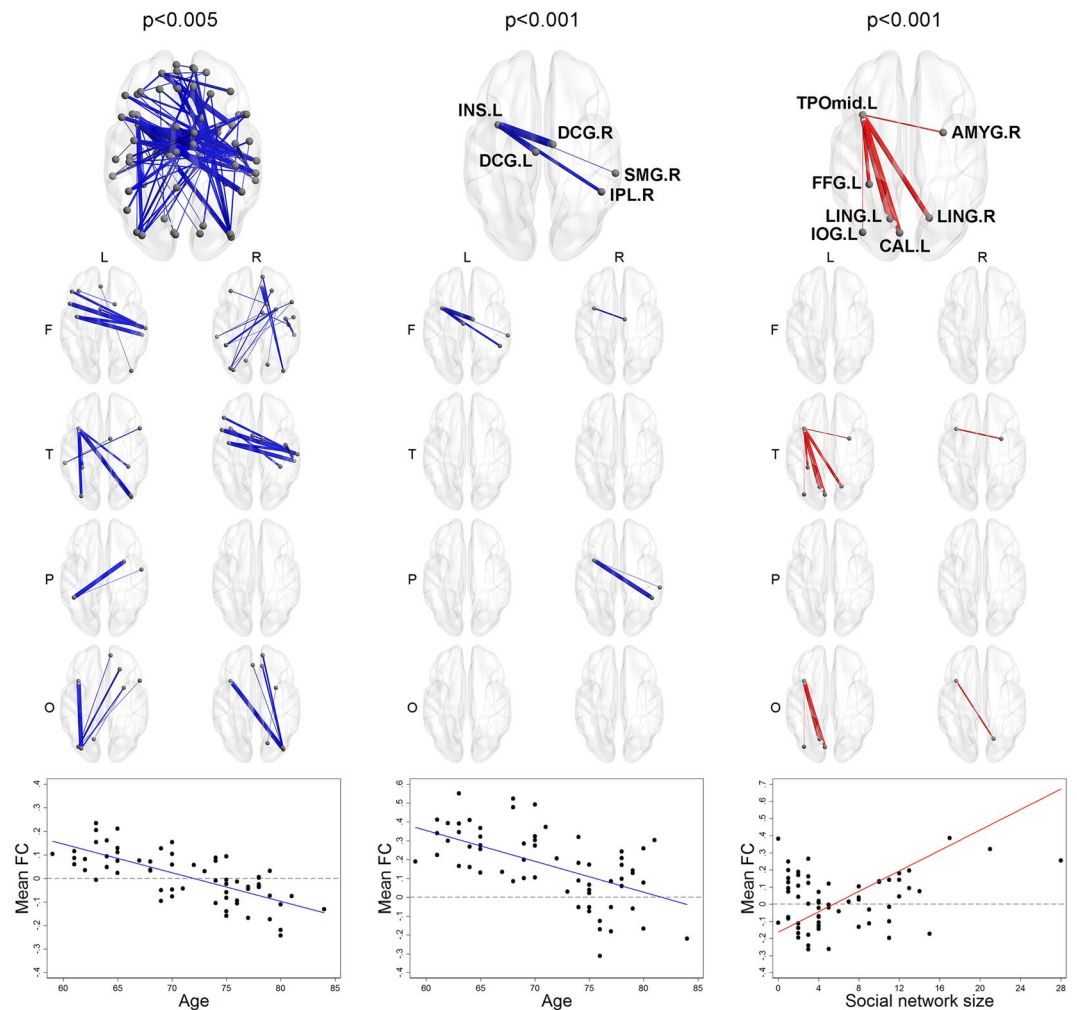 p<0.005 p<0.001 p<0.001
TPOmid.L
INS.L
DCG.R
AMYG.R
DCG.L
SMG.R
FFG.L
IPL.R
LING.L LING.R
IOG.L
CAL.L
L R L R L R
F F F
T T T
P P P
O O O
.4 .3 .2 .1 0 -.1 -.2 -.3 -.4
Mean FC
60 65 70 75 80 85
Age
.6 .5 .4 .3 .2 .1 0 -.1 -.2 -.3 -.4
Mean FC
60 65 70 75 80 85
Age
.7 .6 .5 .4 .3 .2 .1 0 -.1 -.2 -.3 -.4
Mean FC
0 4 8 12 16 20 24 28
Social network size